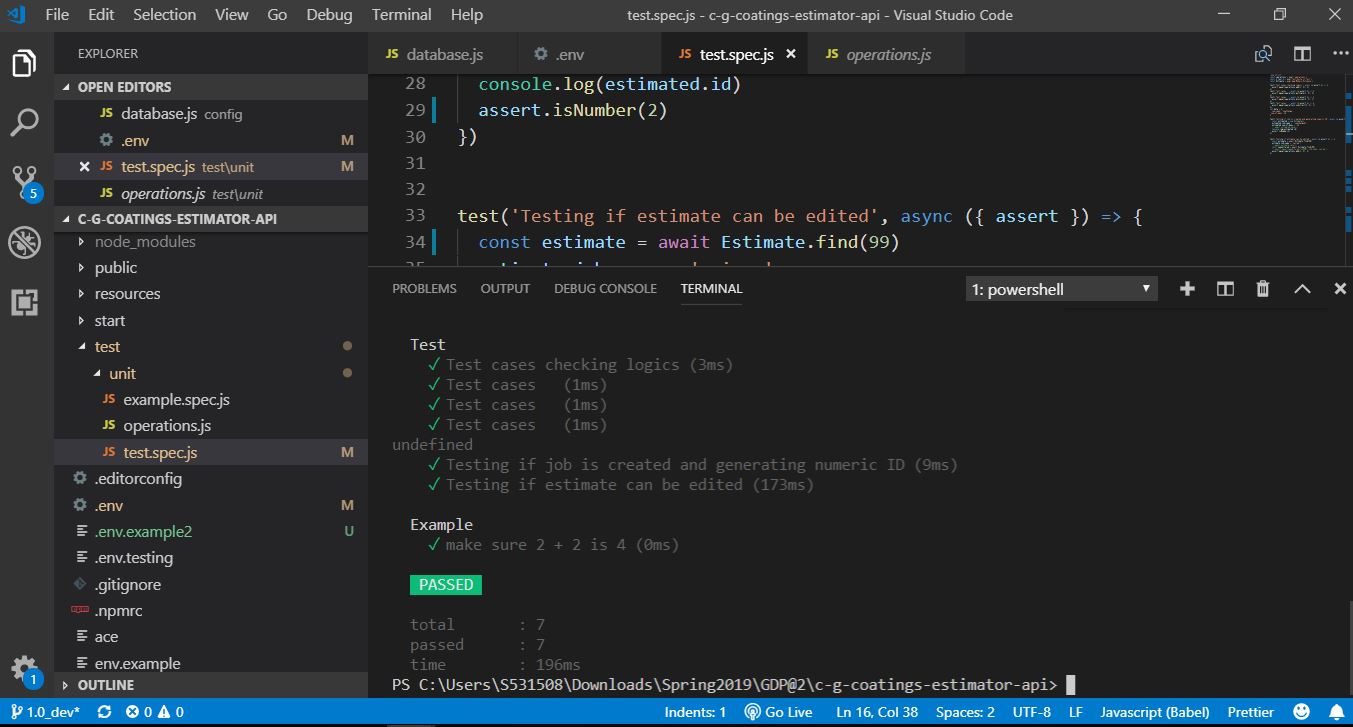 File Edit Selection View Go Debug Terminal Help
test.spec.js - c-g-coatings-estimator-api - Visual Studio Code
EXPLORER
OPEN EDITORS
JS database.js config
.env M
JS test.spec.js test\unit M
JS operations.js test\unit
5
C-G-COATINGS-ESTIMATOR-API
node_modules
public
resources
start
test
unit
JS example.spec.js
JS operations.js
JS test.spec.js M
.editorconfig
.env M
.env.example2 U
.env.testing
.gitignore
.npmrc
ace
env.example
1
OUTLINE
JS database.js .env JS test.spec.js JS operations.js
28 console.log(estimated.id)
29 assert.isNumber(2)
30 })
31
32
33 test('Testing if estimate can be edited', async ({ assert }) => {
34 const estimate = await Estimate.find(99)
PROBLEMS OUTPUT DEBUG CONSOLE TERMINAL 1: powershell
Test
✓ Test cases checking logics (3ms)
✓ Test cases (1ms)
✓ Test cases (1ms)
✓ Test cases (1ms)
undefined
✓ Testing if job is created and generating numeric ID (9ms)
✓ Testing if estimate can be edited (173ms)
Example
✓ make sure 2 + 2 is 4 (0ms)
PASSED
total : 7
passed : 7
time : 196ms
PS C:\Users\S531508\Downloads\Spring2019\GDP@2\c-g-coatings-estimator-api>
1.0_dev* 0 0 Indents: 1 Go Live Ln 16, Col 38 Spaces: 2 UTF-8 LF Javascript (Babel) Prettier